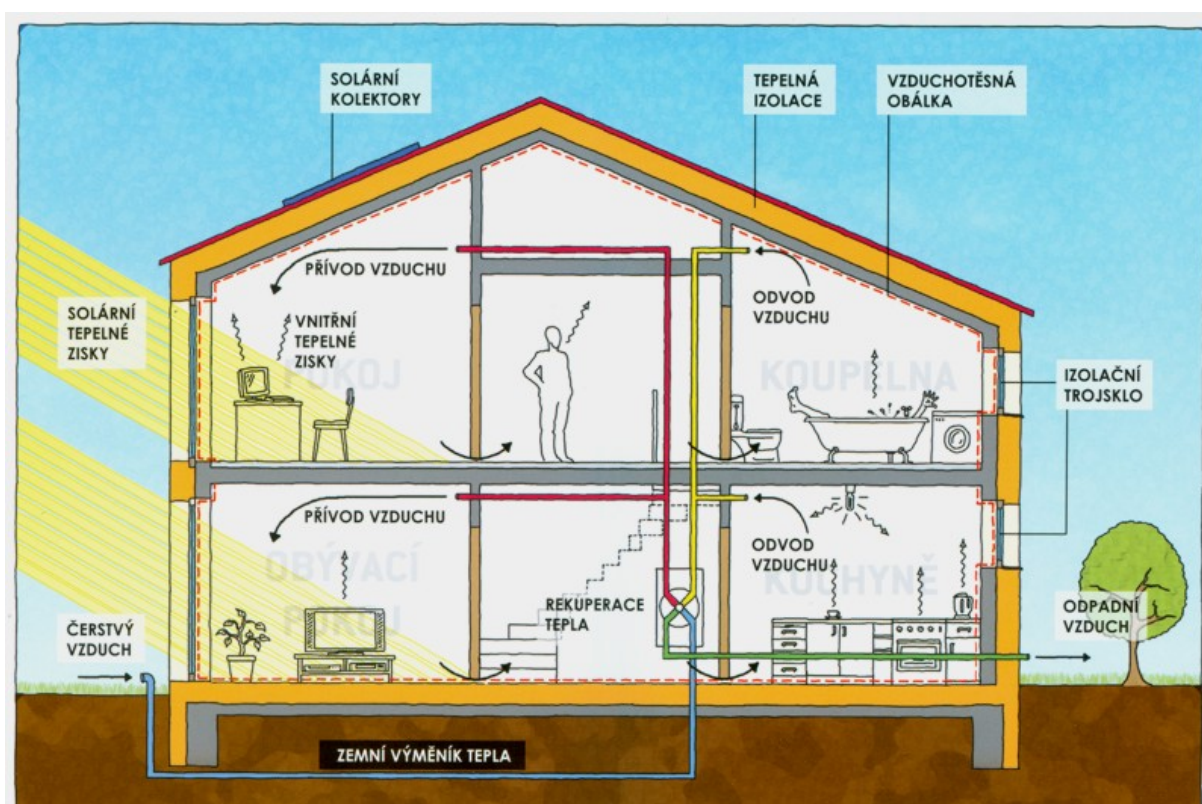 SOLÁRNÍ
KOLEKTORY
TEPELNÁ
IZOLACE
VZDUCHOTĚSNÁ
OBÁLKA
PŘÍVOD VZDUCHU
ODVOD
VZDUCHU
SOLÁRNÍ
TEPELNÉ
ZISKY
VNITŘNÍ
TEPELNÉ
ZISKY
POKOJ
KOUPELNA
IZOLAČNÍ
TROJSKLO
PŘÍVOD VZDUCHU
ODVOD
VZDUCHU
OBÝVACÍ
POKOJ
KUCHYNĚ
REKUPERACE
TEPLA
ČERSTVÝ
VZDUCH
ODPADNÍ
VZDUCH
ZEMNÍ VÝMĚNÍK TEPLA